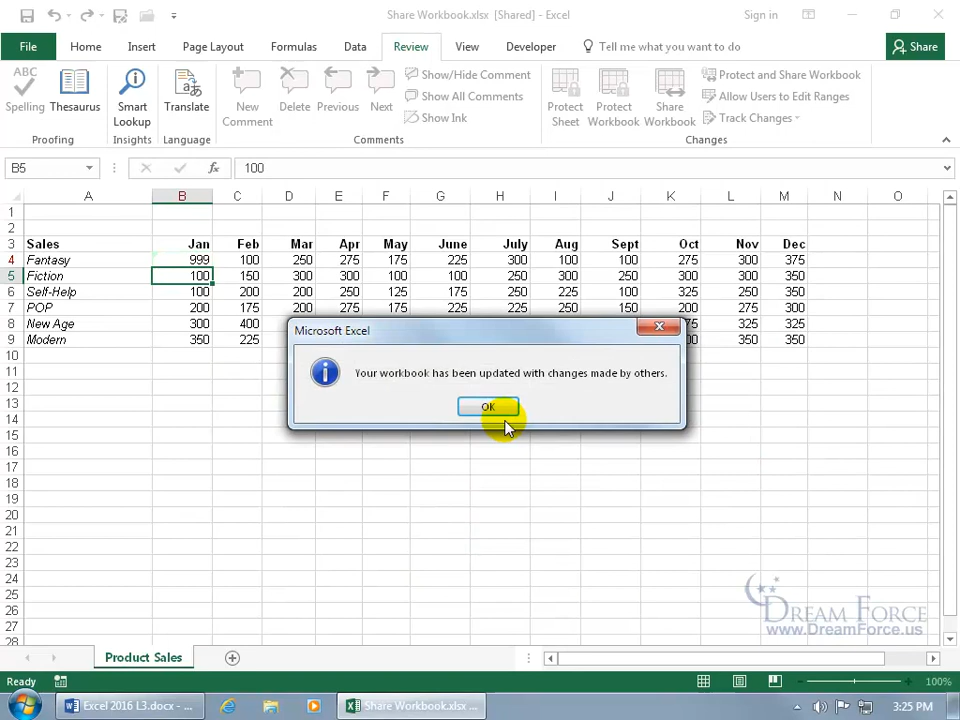 Share Workbook.xlsx [Shared] - Excel
Sign in
File Home Insert Page Layout Formulas Data Review View Developer Tell me what you want to do Share
ABC
Spelling Thesaurus
Proofing
Smart Lookup
Insights
Translate
Language
New Comment Delete Previous Next
Show/Hide Comment
Show All Comments
Show Ink
Comments
Protect Sheet Protect Workbook Share Workbook
Protect and Share Workbook
Allow Users to Edit Ranges
Track Changes
Changes
B5 fx 100
A B C D E F G H I J K L M N O
1
2
3 Sales Jan Feb Mar Apr May June July Aug Sept Oct Nov Dec
4 Fantasy 999 100 250 275 175 225 300 100 100 275 300 375
5 Fiction 100 150 300 300 100 100 250 300 250 300 300 350
6 Self-Help 100 200 200 250 125 175 250 225 100 325 250 350
7 POP 200 175 200 275 175 225 225 250 150 200 275 300
8 New Age 300 400 325 325
9 Modern 350 225 350 350
Microsoft Excel
Your workbook has been updated with changes made by others.
OK
10
11
12
13
14
15
16
17
18
19
20
21
22
23
24
25
26
27
28
DREAM FORCE
www.DreamForce.us
Product Sales
Ready
100%
Excel 2016 L3.docx - ...
Share Workbook.xlsx ...
3:25 PM